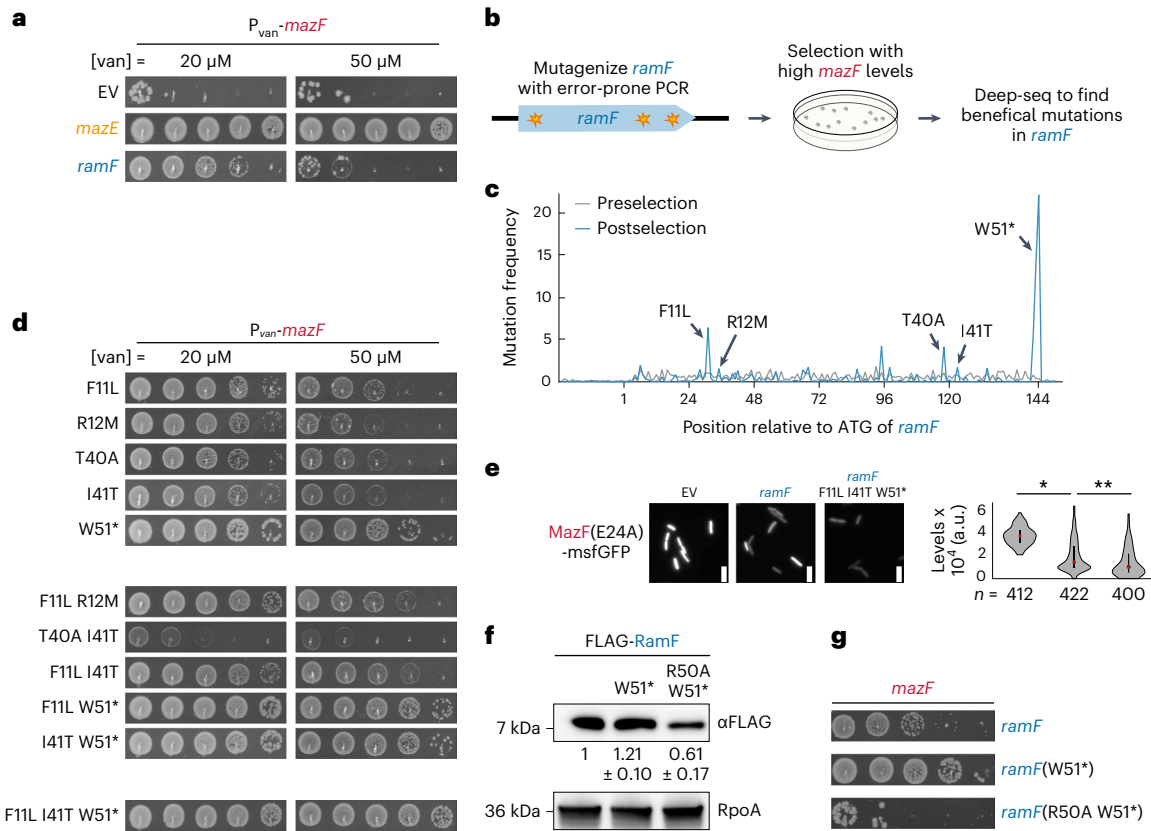 a
P_van-mazF
[van] = 20 µM 50 µM
EV
mazE
ramF
b
Mutagenize ramF
with error-prone PCR
ramF
Selection with
high mazF levels
Deep-seq to find
benefical mutations
in ramF
c
Mutation frequency
20
15
10
5
0
Preselection
Postselection
F11L
R12M
T40A
I41T
W51*
1 24 48 72 96 120 144
Position relative to ATG of ramF
d
P_van-mazF
[van] = 20 µM 50 µM
F11L
R12M
T40A
I41T
W51*
F11L R12M
T40A I41T
F11L I41T
F11L W51*
I41T W51*
F11L I41T W51*
e
MazF(E24A)
-msfGFP
EV
ramF
ramF
F11L I41T W51*
Levels x
10⁴ (a.u.)
6
4
2
0
* **
n = 412 422 400
f
FLAG-RamF
W51*
R50A
W51*
7 kDa
αFLAG
1 1.21 0.61
± 0.10 ± 0.17
36 kDa
RpoA
g
mazF
ramF
ramF(W51*)
ramF(R50A W51*)